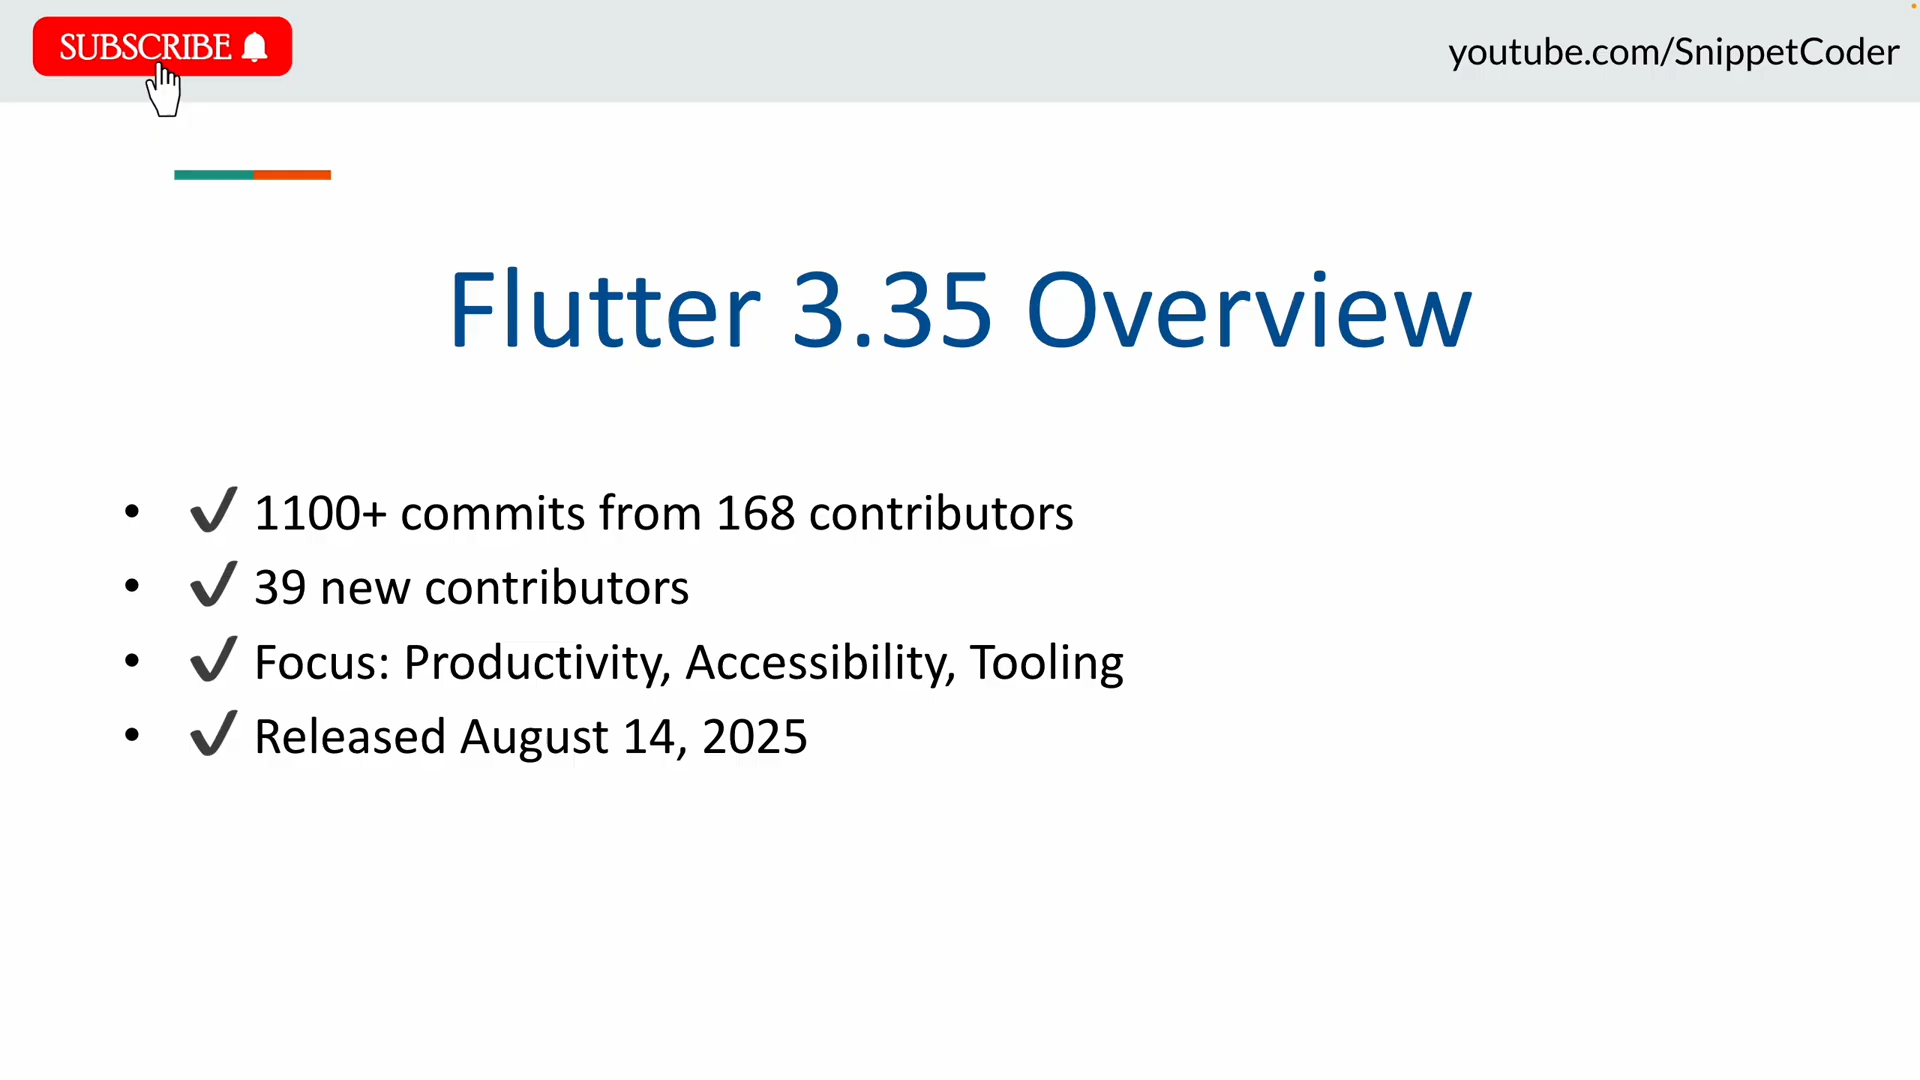 SUBSCRIBE
youtube.com/SnippetCoder
Flutter 3.35 Overview
• ✔ 1100+ commits from 168 contributors
• ✔ 39 new contributors
• ✔ Focus: Productivity, Accessibility, Tooling
• ✔ Released August 14, 2025